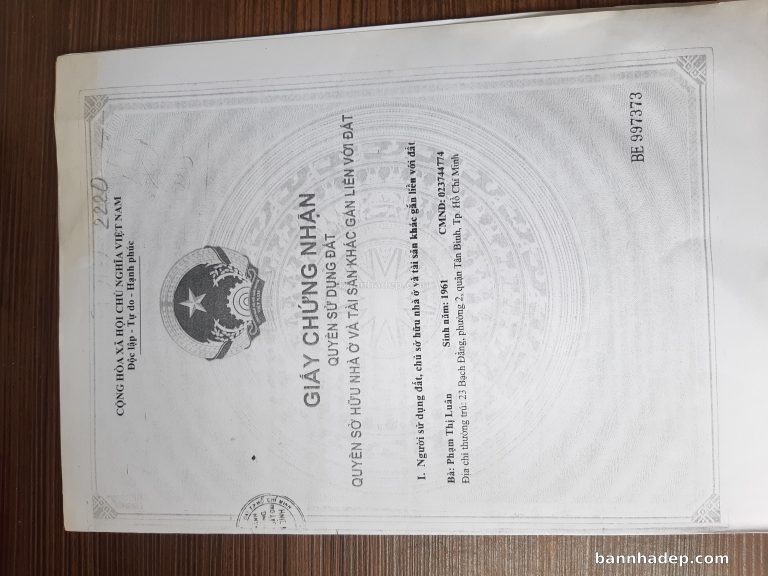 2220
CỘNG HÒA XÃ HỘI CHỦ NGHĨA VIỆT NAM
Độc lập - Tự do - Hạnh phúc
GIẤY CHỨNG NHẬN
QUYỀN SỬ DỤNG ĐẤT
QUYỀN SỞ HỮU NHÀ Ở VÀ TÀI SẢN KHÁC GẮN LIỀN VỚI ĐẤT
I. Người sử dụng đất, chủ sở hữu nhà ở và tài sản khác gắn liền với đất
Bà: Phạm Thị Luân Sinh năm: 1961 CMND: 023744774
Địa chỉ thường trú: 23 Bạch Đằng, phường 2, quận Tân Bình, Tp. Hồ Chí Minh
BE 997373
bannhadep.com